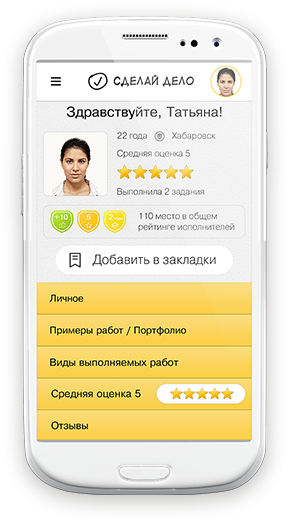 СДЕЛАЙ ДЕЛО
Здравствуйте, Татьяна!
22 года Хабаровск
Средняя оценка 5
Выполнила 2 задания
+10 5 2
110 место в общем
рейтинге исполнителей
Добавить в закладки
Личное
Примеры работ / Портфолио
Виды выполняемых работ
Средняя оценка 5
Отзывы